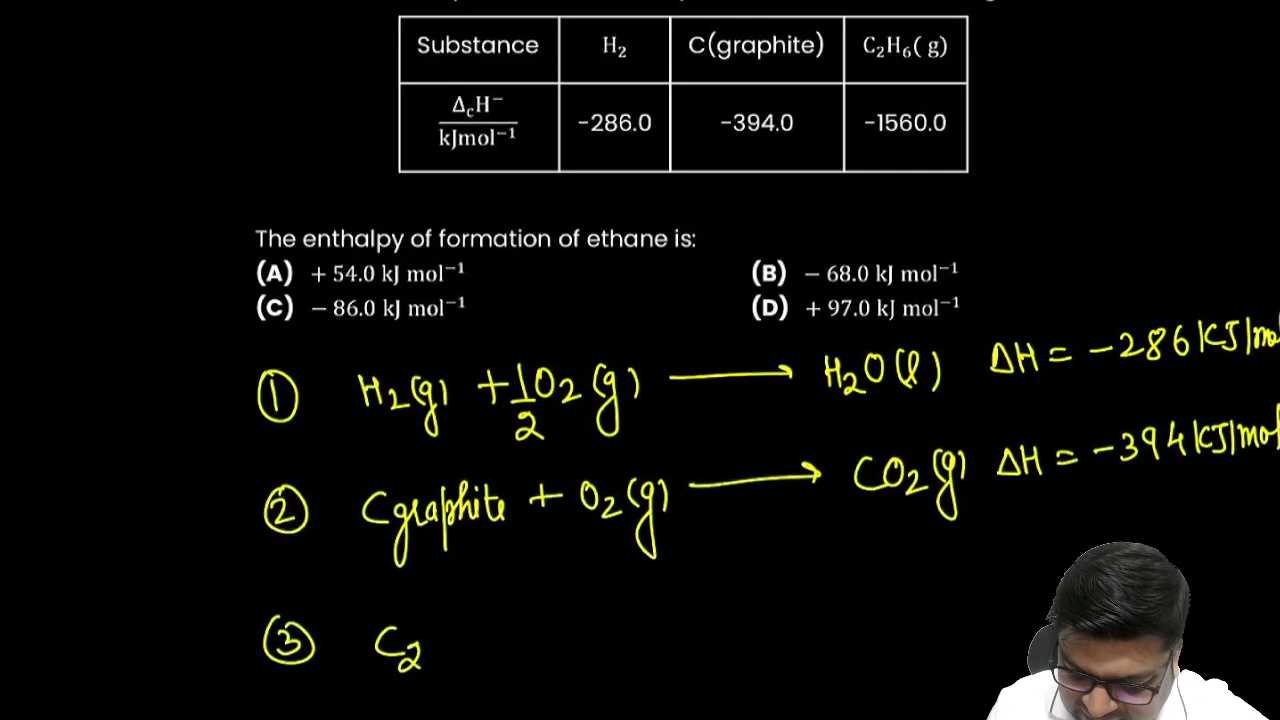 Substance H₂ C(graphite) C₂H₆( g)
ΔcH⁻ / kJmol⁻¹ -286.0 -394.0 -1560.0
The enthalpy of formation of ethane is:
(A) + 54.0 kJ mol⁻¹ (B) − 68.0 kJ mol⁻¹
(C) − 86.0 kJ mol⁻¹ (D) + 97.0 kJ mol⁻¹
① H₂(g) + 1/2 O₂(g) ⟶ H₂O(l) ΔH = -286 KJ/mo
② Cgraphite + O₂(g) ⟶ CO₂(g) ΔH = -394 KJ/mol
③ C₂